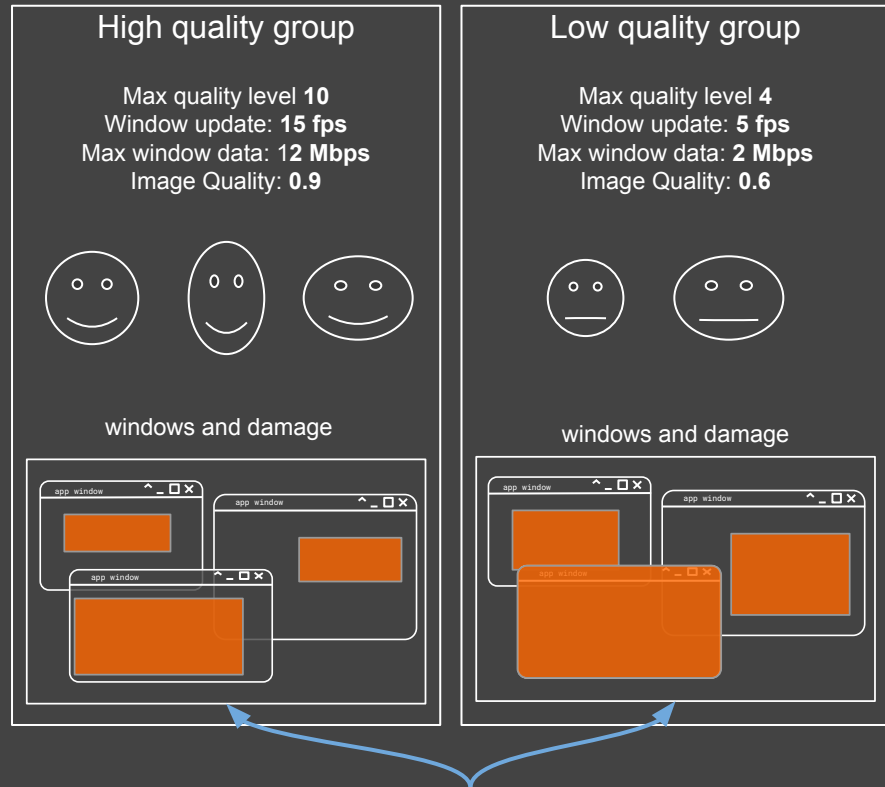 High quality group
Max quality level 10
Window update: 15 fps
Max window data: 12 Mbps
Image Quality: 0.9
windows and damage
app window
app window
app window
Low quality group
Max quality level 4
Window update: 5 fps
Max window data: 2 Mbps
Image Quality: 0.6
windows and damage
app window
app window
app window